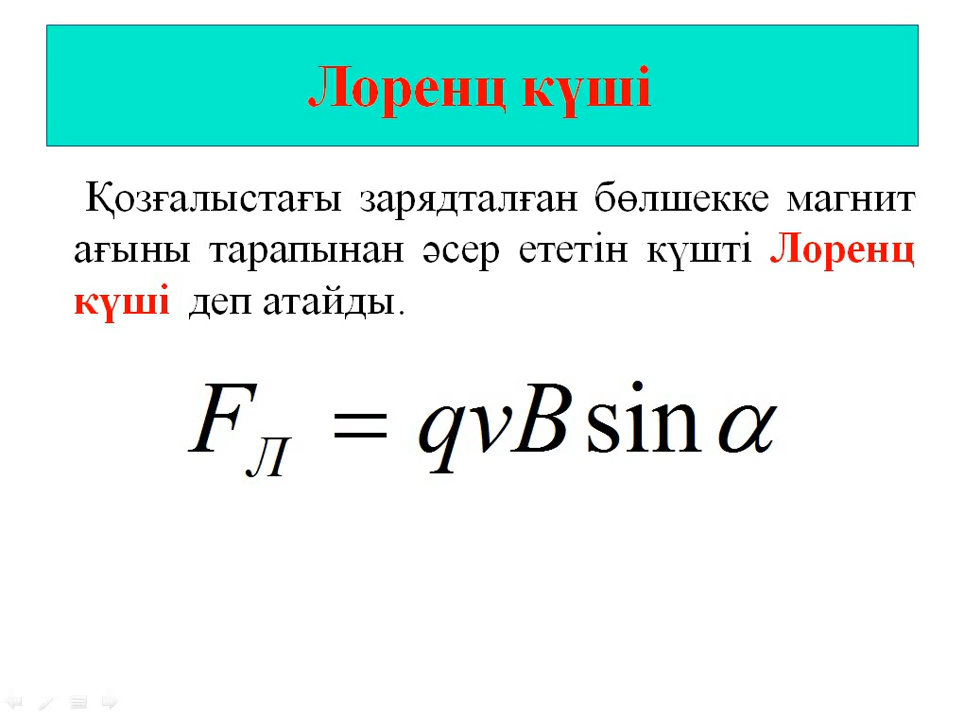 Лоренц күші
Қозғалыстағы зарядталған бөлшекке магнит
ағыны тарапынан әсер ететін күшті Лоренц
күші деп атайды.
F_Л = qvB sin α